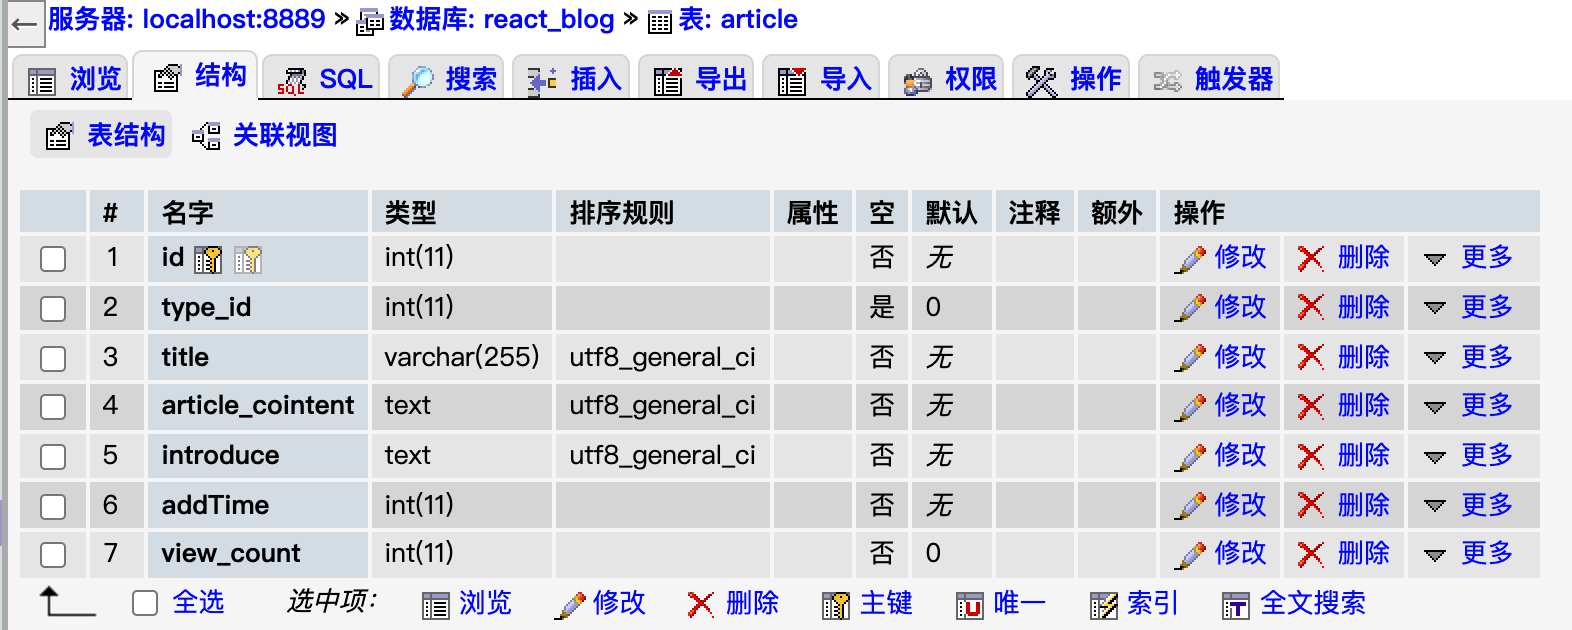 ← 服务器: localhost:8889 » 数据库: react_blog » 表: article
浏览 结构 SQL 搜索 插入 导出 导入 权限 操作 触发器
表结构 关联视图
# 名字 类型 排序规则 属性 空 默认 注释 额外 操作
1 id int(11) 否 无 修改 删除 更多
2 type_id int(11) 是 0 修改 删除 更多
3 title varchar(255) utf8_general_ci 否 无 修改 删除 更多
4 article_cointent text utf8_general_ci 否 无 修改 删除 更多
5 introduce text utf8_general_ci 否 无 修改 删除 更多
6 addTime int(11) 否 无 修改 删除 更多
7 view_count int(11) 否 0 修改 删除 更多
全选 选中项: 浏览 修改 删除 主键 唯一 索引 全文搜索